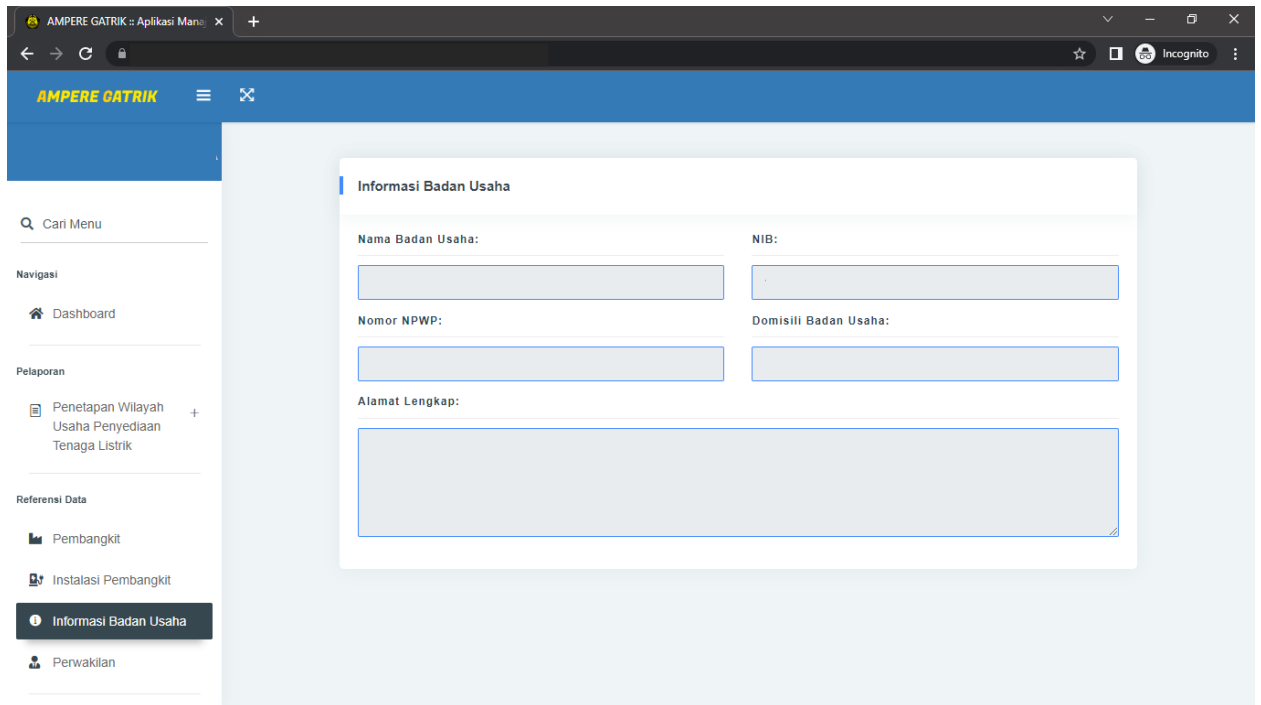 AMPERE GATRIK :: Aplikasi Manaj
Incognito
AMPERE GATRIK
Cari Menu
Navigasi
Dashboard
Pelaporan
Penetapan Wilayah
Usaha Penyediaan
Tenaga Listrik
Referensi Data
Pembangkit
Instalasi Pembangkit
Informasi Badan Usaha
Perwakilan
Informasi Badan Usaha
Nama Badan Usaha:
NIB:
Nomor NPWP:
Domisili Badan Usaha:
Alamat Lengkap: